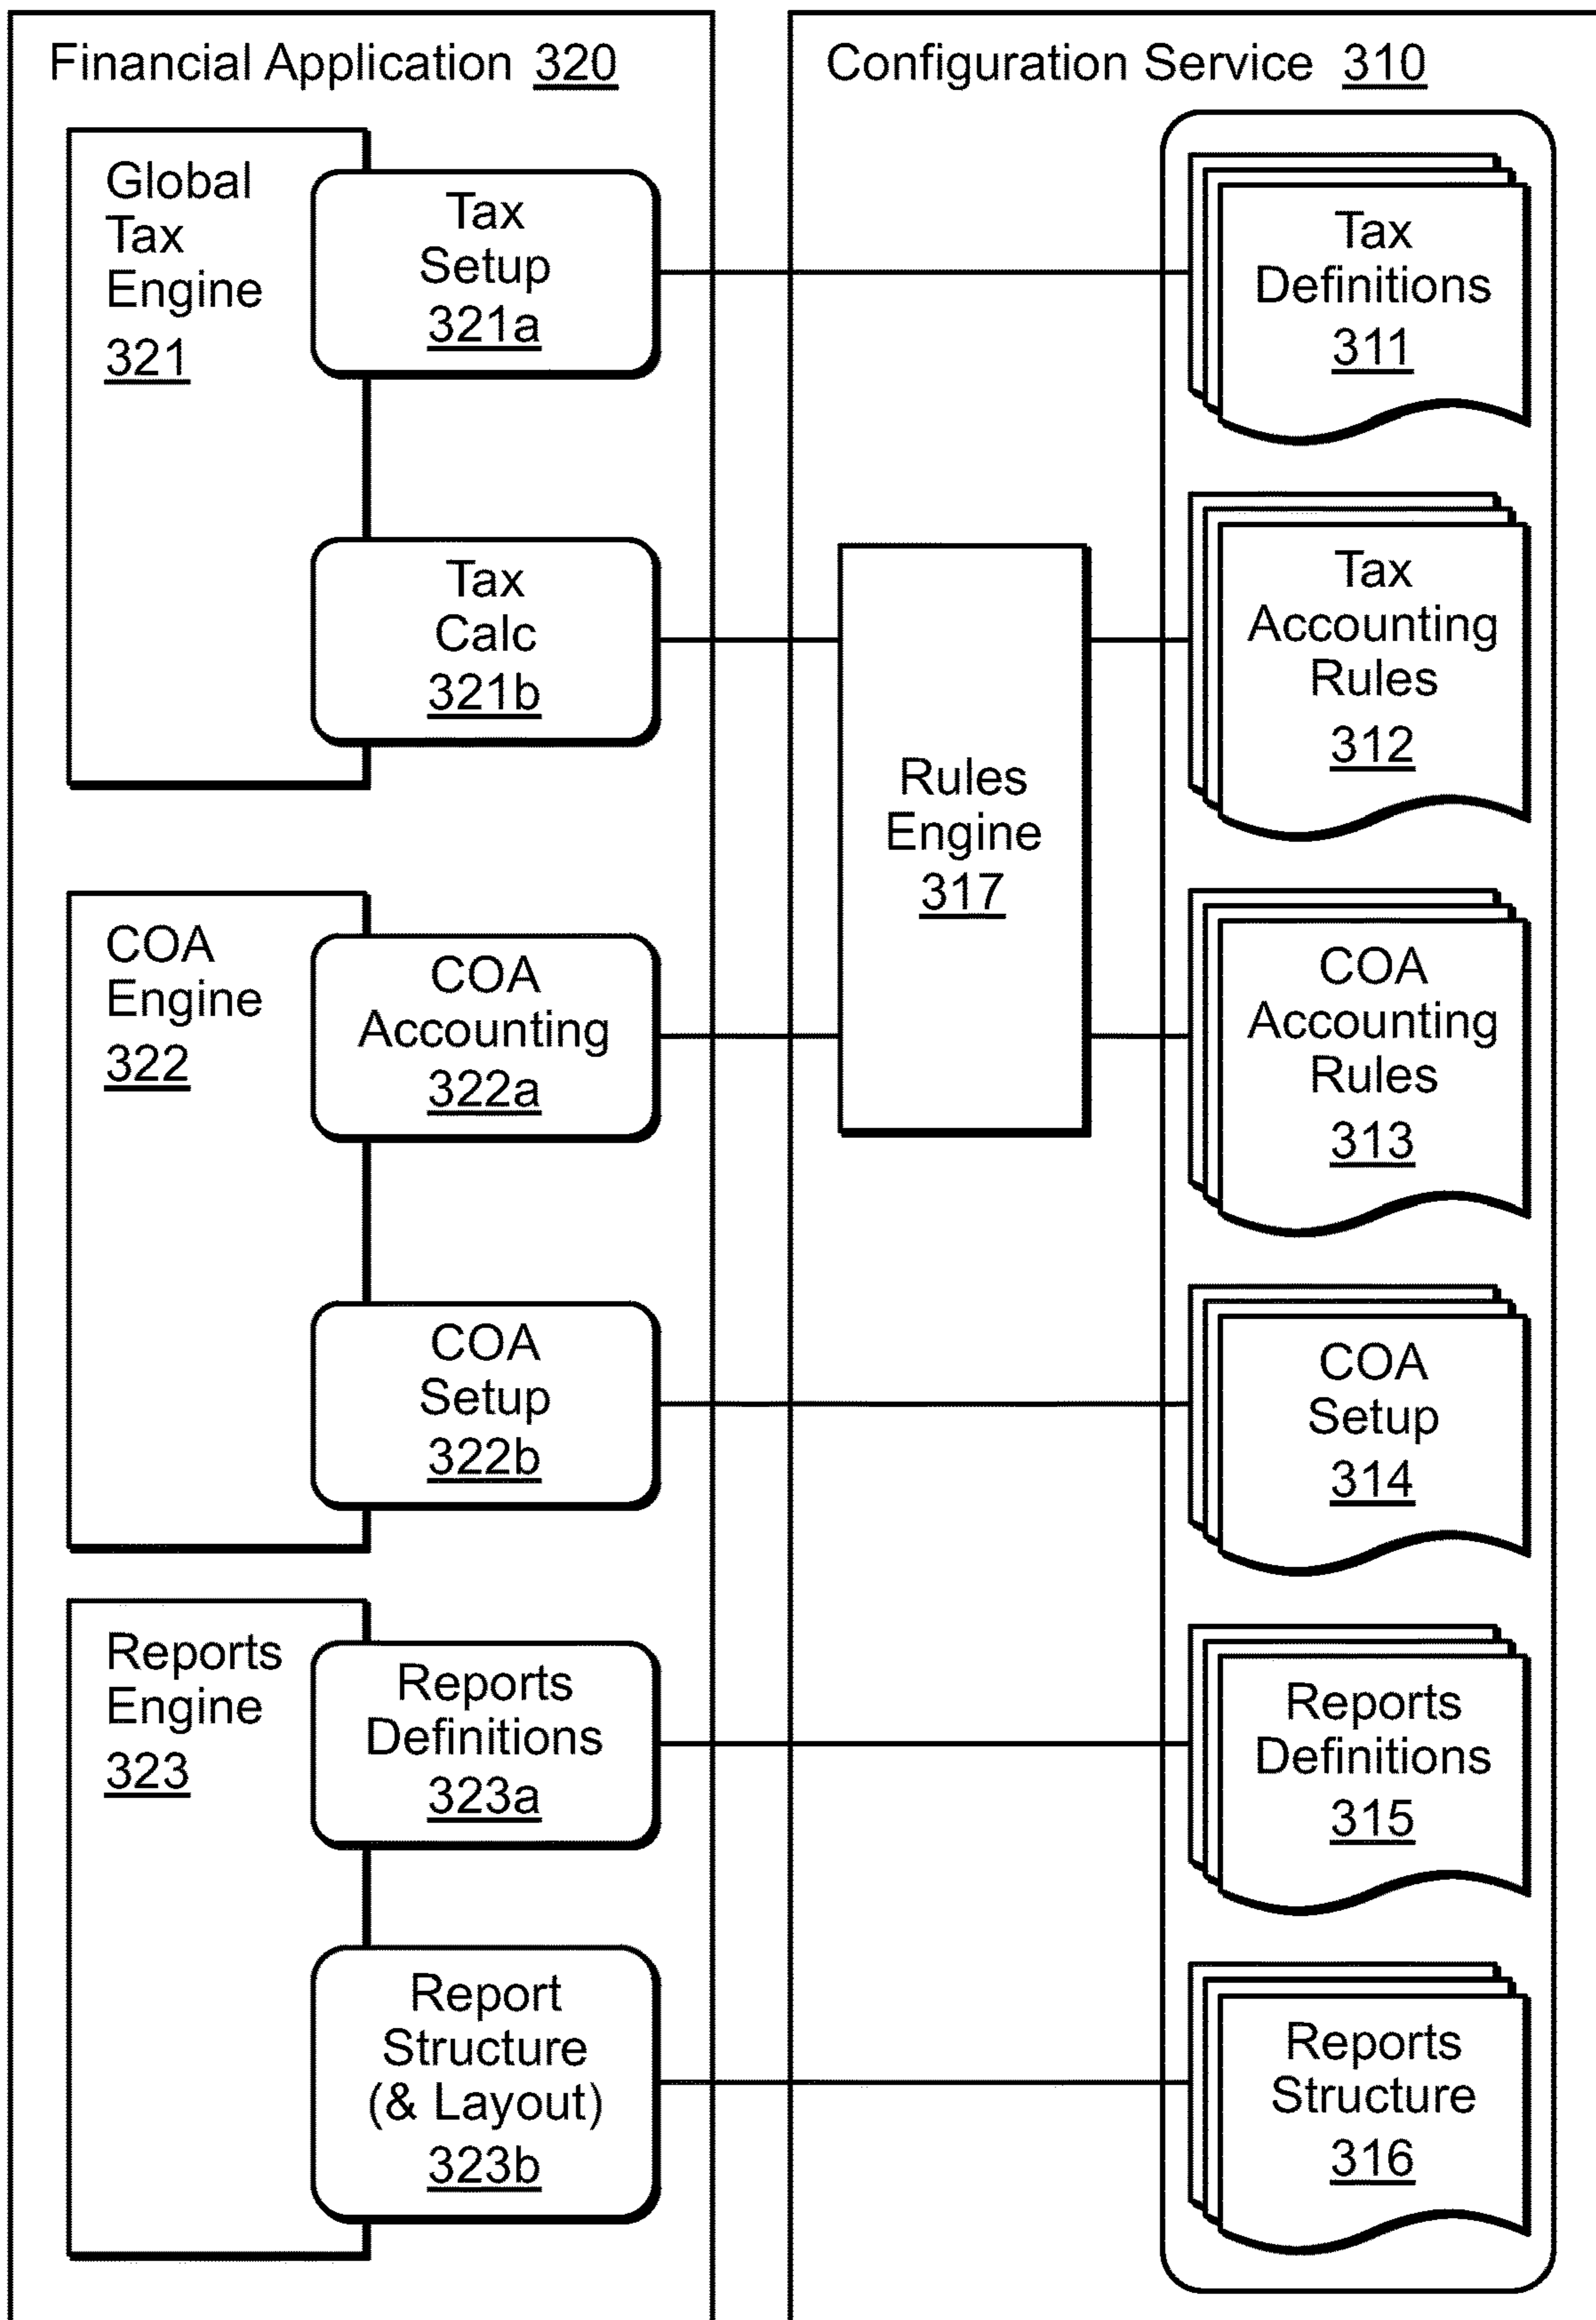 Financial Application 320
Global
Tax
Engine
321
Tax
Setup
321a
Tax
Calc
321b
COA
Engine
322
COA
Accounting
322a
COA
Setup
322b
Reports
Engine
323
Reports
Definitions
323a
Report
Structure
(& Layout)
323b
Configuration Service 310
Rules
Engine
317
Tax
Definitions
311
Tax
Accounting
Rules
312
COA
Accounting
Rules
313
COA
Setup
314
Reports
Definitions
315
Reports
Structure
316